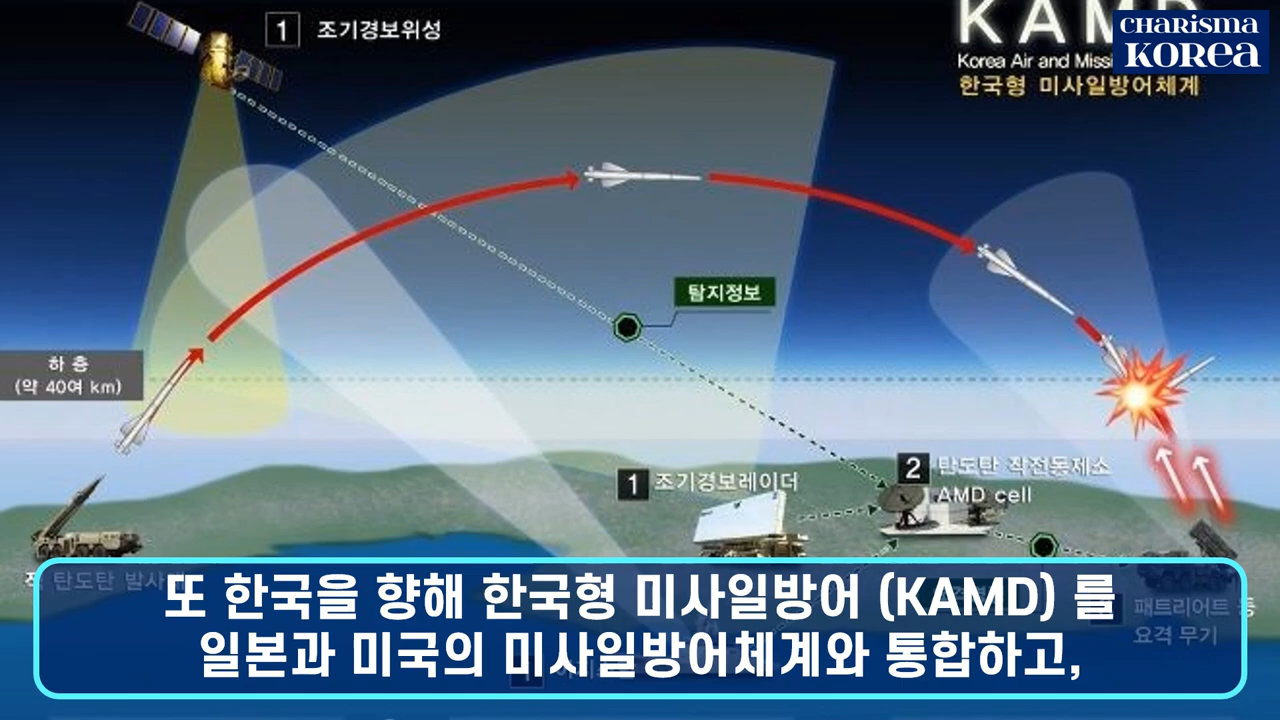 1 조기경보위성
KAM
CHARISMA
KOREA
Korea Air and Missi
한국형 미사일방어체계
탐지정보
하 층
(약 40여 km)
1 조기경보레이더
2 탄도탄 작전통제소
AMD cell
탄도탄 발사
패트리어트 등
요격 무기
또 한국을 향해 한국형 미사일방어 (KAMD) 를
일본과 미국의 미사일방어체계와 통합하고,